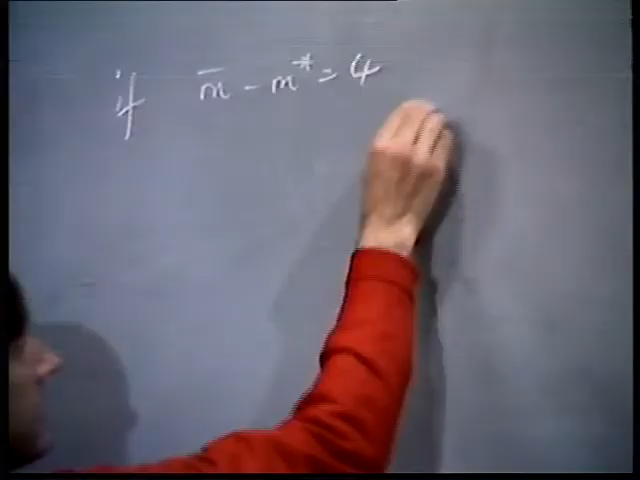 if m̅ - m* = 4